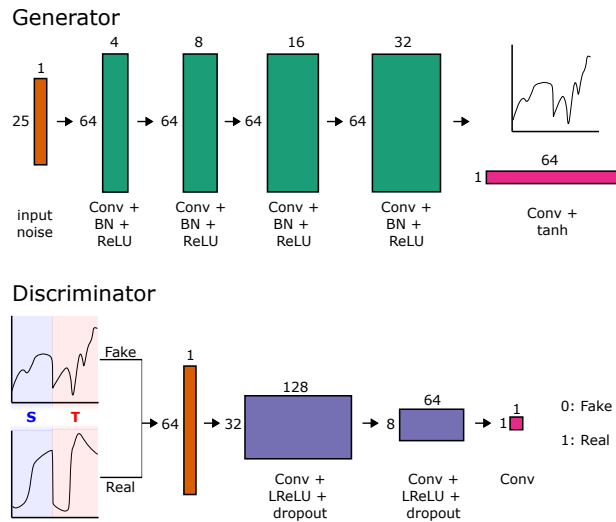 Generator
4
8
16
32
1
25
64
64
64
64
64
1
input
noise
Conv +
BN +
ReLU
Conv +
BN +
ReLU
Conv +
BN +
ReLU
Conv +
BN +
ReLU
Conv +
tanh
Discriminator
Fake
S T
Real
1
64
128
32
64
8
1
1
0: Fake
1: Real
Conv +
LReLU +
dropout
Conv +
LReLU +
dropout
Conv